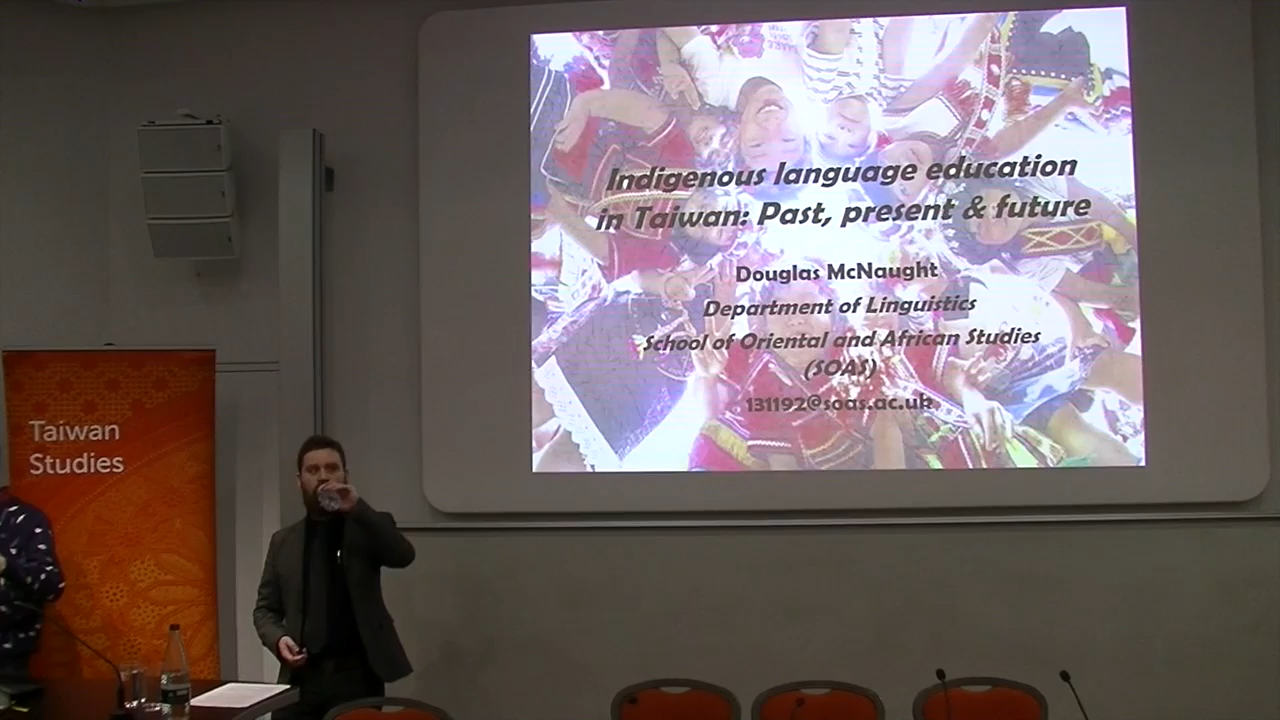 Indigenous language education
in Taiwan: Past, present & future
Douglas McNaught
Department of Linguistics
School of Oriental and African Studies
(SOAS)
131192@soas.ac.uk
Taiwan
Studies